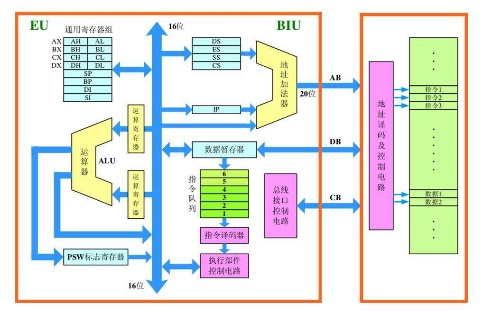 EU
16位
BIU
通用寄存器组
AX AH AL
BX BH BL
CX CH CL
DX DH DL
SP
BP
DI
SI
DS
ES
SS
CS
IP
地址加法器
20位
AB
DB
CB
运算寄存器
运算器
ALU
运算寄存器
PSW标志寄存器
16位
数据暂存器
指令队列
6
5
4
3
2
1
指令译码器
执行部件
控制电路
总线
接口
控制
电路
地址译码及控制电路
指令1
指令2
指令3
数据1
数据2